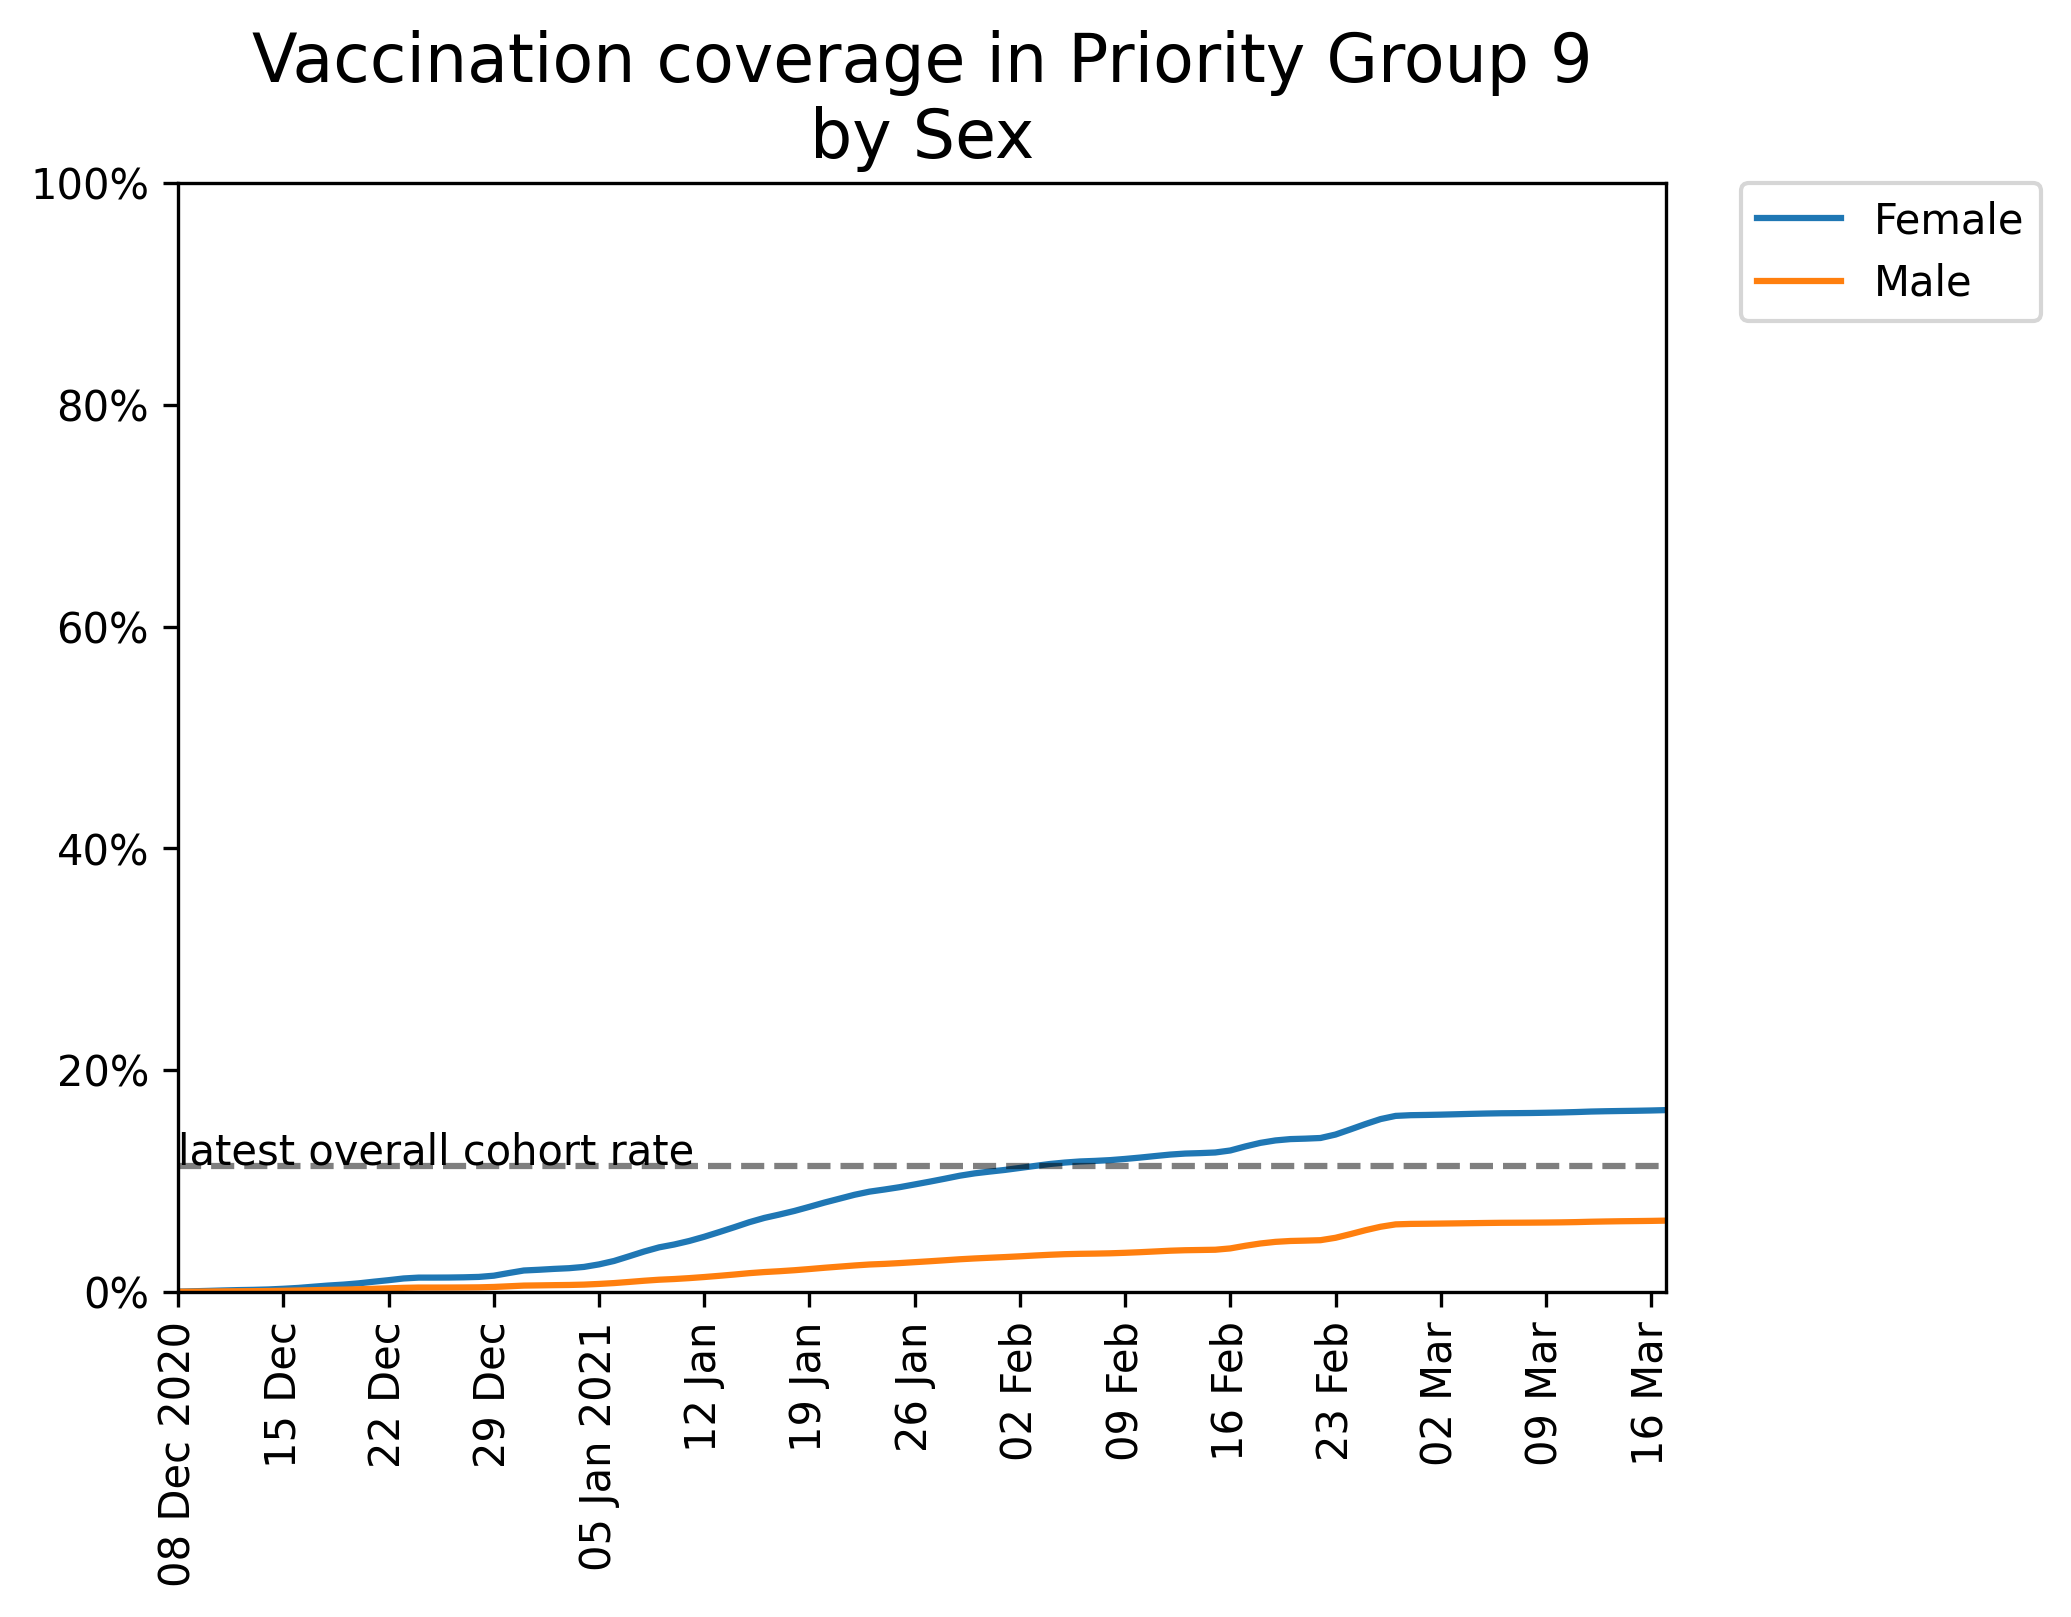 Vaccination coverage in Priority Group 9
by Sex
100%
80%
60%
40%
20%
0%
latest overall cohort rate
Female
Male
08 Dec 2020
15 Dec
22 Dec
29 Dec
05 Jan 2021
12 Jan
19 Jan
26 Jan
02 Feb
09 Feb
16 Feb
23 Feb
02 Mar
09 Mar
16 Mar